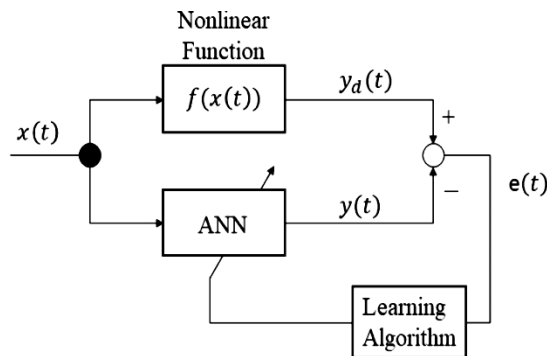 Nonlinear
Function
f(x(t))
y_d(t)
+
x(t)
−
e(t)
ANN
y(t)
Learning
Algorithm